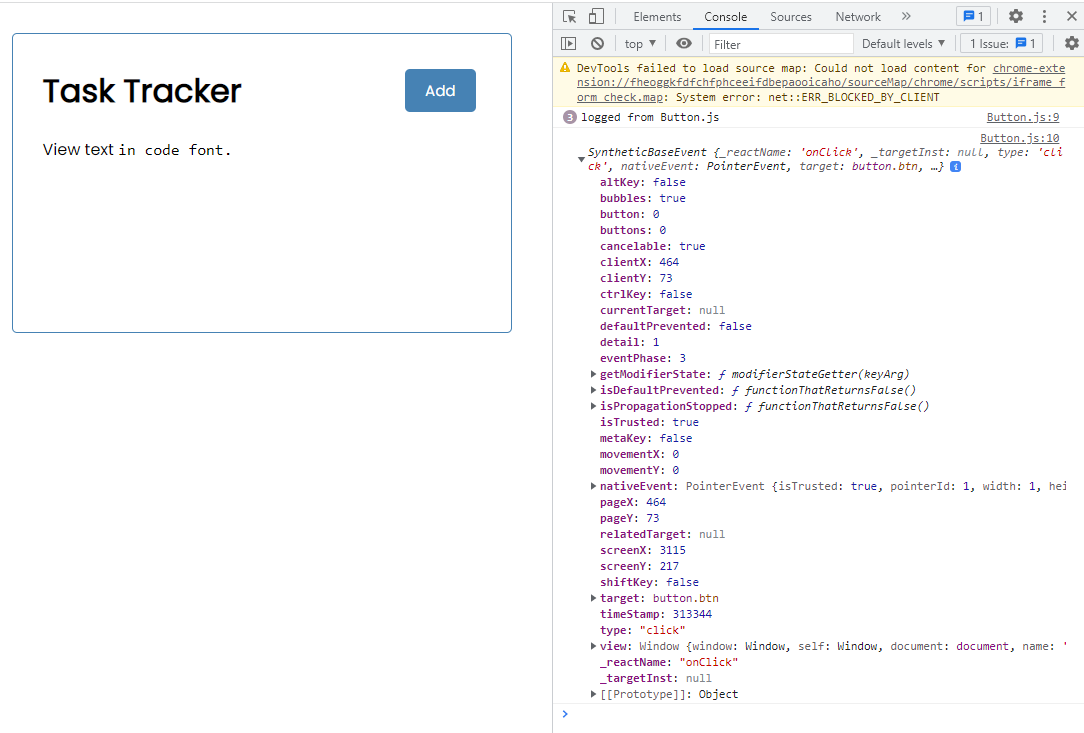 Task Tracker
Add
View text in code font.
Elements Console Sources Network » 1
top ▼ Filter Default levels ▼ 1 Issue: 1
DevTools failed to load source map: Could not load content for chrome-exte
nsion://fheoggkfdfchfphceeifdbepaooicaho/sourceMap/chrome/scripts/iframe_f
orm_check.map: System error: net::ERR_BLOCKED_BY_CLIENT
3 logged from Button.js Button.js:9
Button.js:10
SyntheticBaseEvent {_reactName: 'onClick', _targetInst: null, type: 'cli
ck', nativeEvent: PointerEvent, target: button.btn, …} i
altKey: false
bubbles: true
button: 0
buttons: 0
cancelable: true
clientX: 464
clientY: 73
ctrlKey: false
currentTarget: null
defaultPrevented: false
detail: 1
eventPhase: 3
getModifierState: ƒ modifierStateGetter(keyArg)
isDefaultPrevented: ƒ functionThatReturnsFalse()
isPropagationStopped: ƒ functionThatReturnsFalse()
isTrusted: true
metaKey: false
movementX: 0
movementY: 0
nativeEvent: PointerEvent {isTrusted: true, pointerId: 1, width: 1, hei
pageX: 464
pageY: 73
relatedTarget: null
screenX: 3115
screenY: 217
shiftKey: false
target: button.btn
timeStamp: 313344
type: "click"
view: Window {window: Window, self: Window, document: document, name: '
_reactName: "onClick"
_targetInst: null
[[Prototype]]: Object